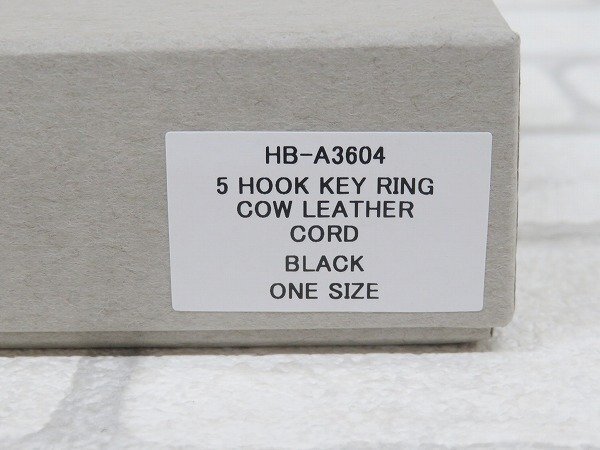 HB-A3604
5 HOOK KEY RING
COW LEATHER
CORD
BLACK
ONE SIZE